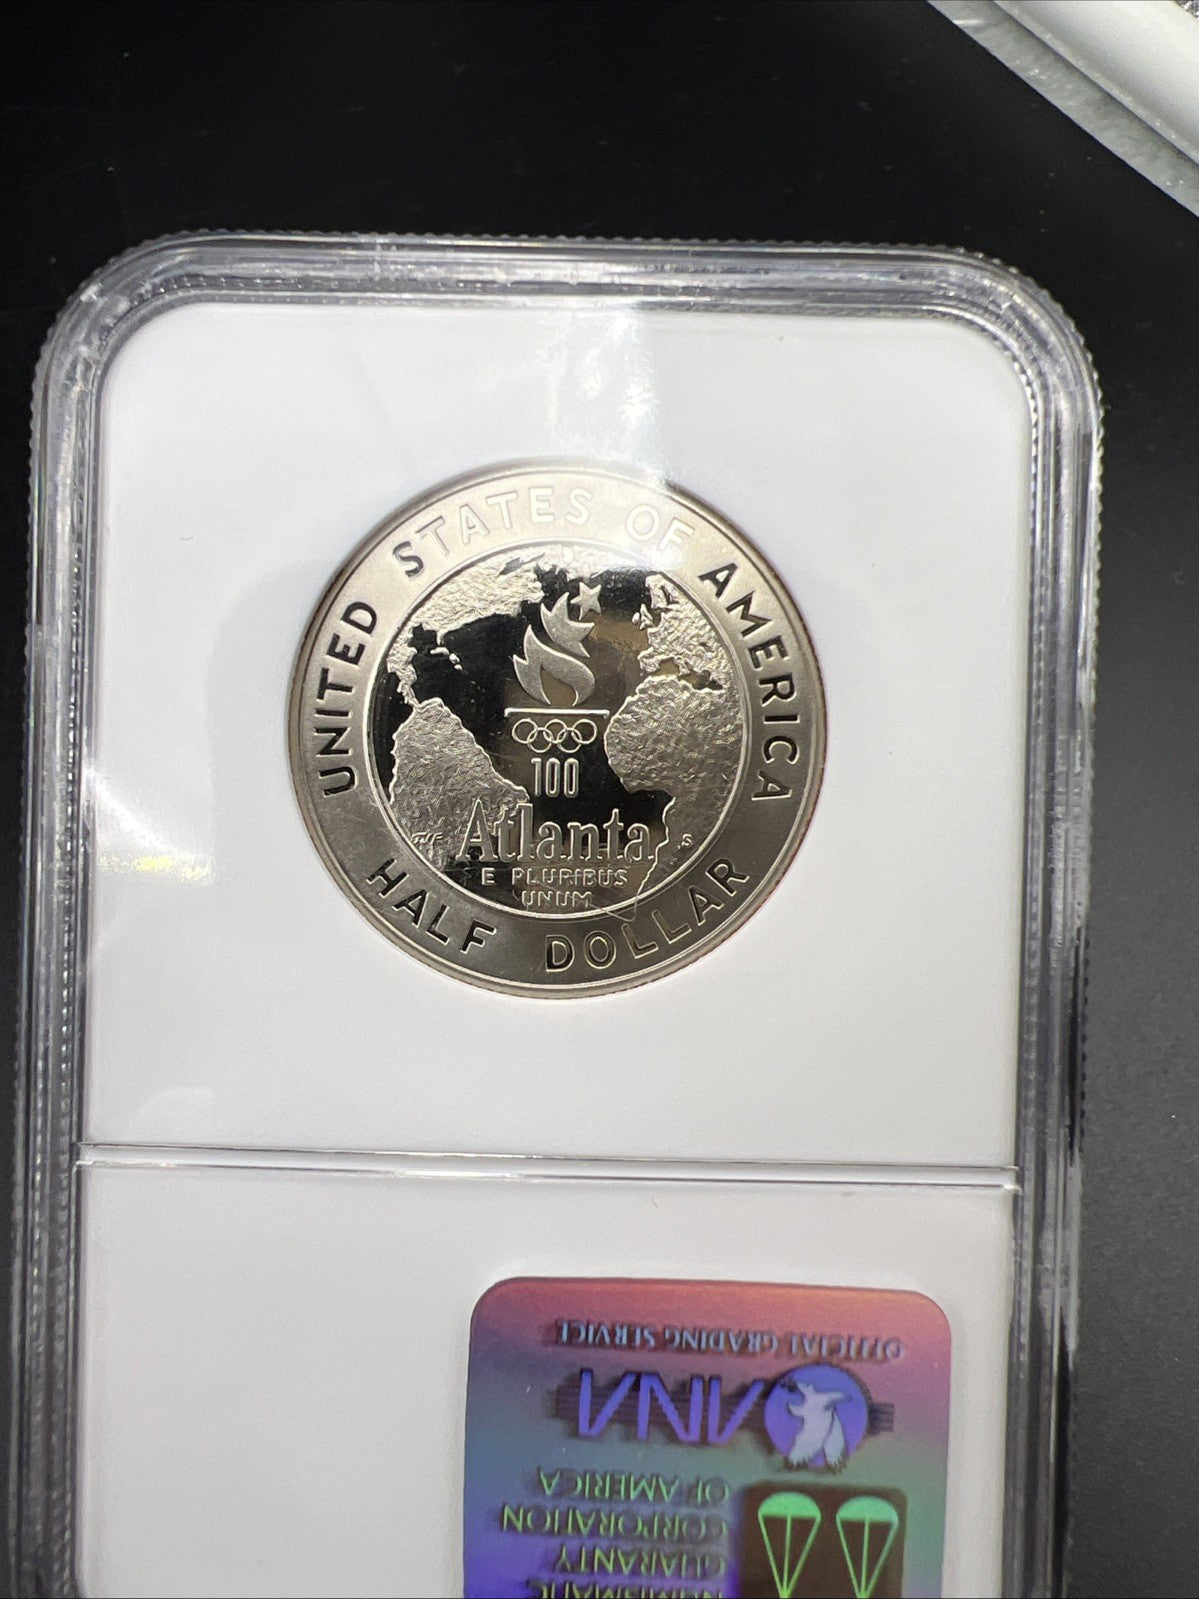 UNITED STATES OF AMERICA
100
Atlanta
E PLURIBUS
UNUM
HALF DOLLAR
OFFICIAL GRADING SERVICE
ANA
NUMISMATIC
GUARANTY
CORPORATION
OF AMERICA